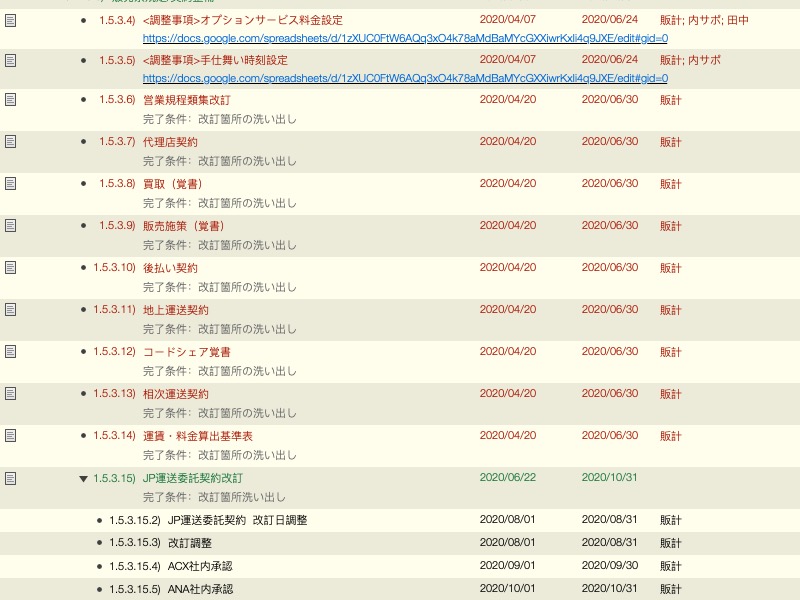 1.5.3.4) <調整事項>オプションサービス料金設定 2020/04/07 2020/06/24 販計; 内サポ; 田中
https://docs.google.com/spreadsheets/d/1zXUC0FtW6AQq3xO4k78aMdBaMYcGXXiwrKxli4q9JXE/edit#gid=0
1.5.3.5) <調整事項>手仕舞い時刻設定 2020/04/07 2020/06/24 販計; 内サポ
https://docs.google.com/spreadsheets/d/1zXUC0FtW6AQq3xO4k78aMdBaMYcGXXiwrKxli4q9JXE/edit#gid=0
1.5.3.6) 営業規程類集改訂 2020/04/20 2020/06/30 販計
完了条件: 改訂箇所の洗い出し
1.5.3.7) 代理店契約 2020/04/20 2020/06/30 販計
完了条件: 改訂箇所の洗い出し
1.5.3.8) 買取（覚書） 2020/04/20 2020/06/30 販計
完了条件: 改訂箇所の洗い出し
1.5.3.9) 販売施策（覚書） 2020/04/20 2020/06/30 販計
完了条件: 改訂箇所の洗い出し
1.5.3.10) 後払い契約 2020/04/20 2020/06/30 販計
完了条件: 改訂箇所の洗い出し
1.5.3.11) 地上運送契約 2020/04/20 2020/06/30 販計
完了条件: 改訂箇所の洗い出し
1.5.3.12) コードシェア覚書 2020/04/20 2020/06/30 販計
完了条件: 改訂箇所の洗い出し
1.5.3.13) 相次運送契約 2020/04/20 2020/06/30 販計
完了条件: 改訂箇所の洗い出し
1.5.3.14) 運賃・料金算出基準表 2020/04/20 2020/06/30 販計
完了条件: 改訂箇所の洗い出し
1.5.3.15) JP運送委託契約改訂 2020/06/22 2020/10/31
完了条件: 改訂箇所洗い出し
1.5.3.15.2) JP運送委託契約 改訂日調整 2020/08/01 2020/08/31 販計
1.5.3.15.3) 改訂調整 2020/08/01 2020/08/31 販計
1.5.3.15.4) ACX社内承認 2020/09/01 2020/09/30 販計
1.5.3.15.5) ANA社内承認 2020/10/01 2020/10/31 販計